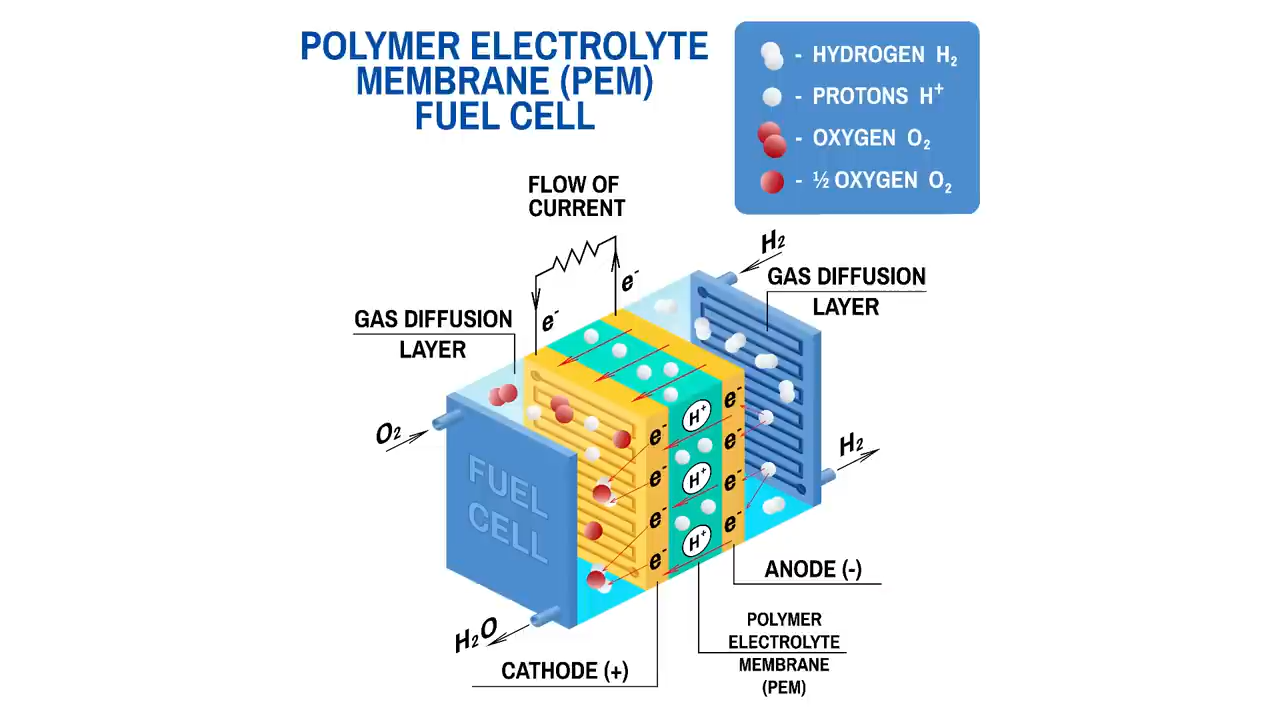 POLYMER ELECTROLYTE
MEMBRANE (PEM)
FUEL CELL
- HYDROGEN H₂
- PROTONS H⁺
- OXYGEN O₂
- ½ OXYGEN O₂
FLOW OF
CURRENT
H₂
GAS DIFFUSION
LAYER
e⁻
e⁻
GAS DIFFUSION
LAYER
O₂
H₂
e⁻
e⁻
e⁻
e⁻
e⁻
e⁻
e⁻
e⁻
H⁺
H⁺
H⁺
FUEL
CELL
ANODE (-)
H₂O
CATHODE (+)
POLYMER
ELECTROLYTE
MEMBRANE
(PEM)